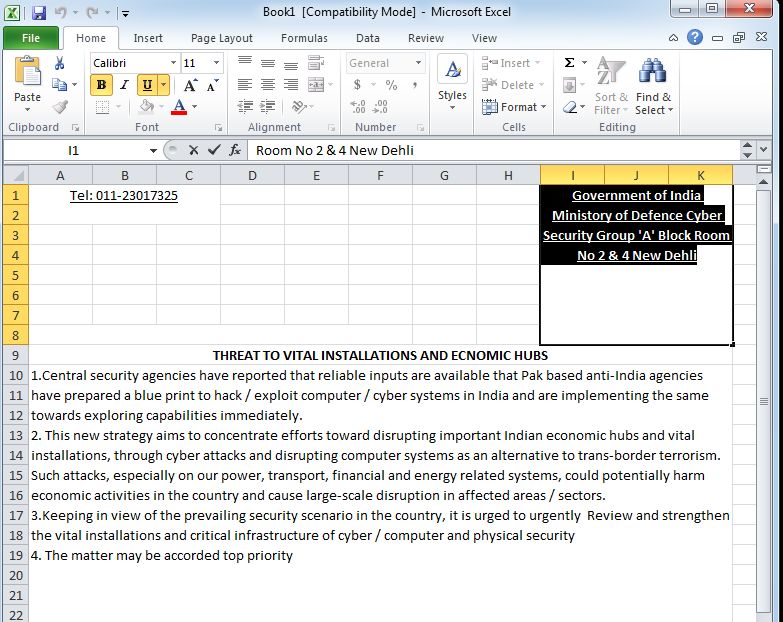 Book1 [Compatibility Mode] - Microsoft Excel
File Home Insert Page Layout Formulas Data Review View
Calibri 11 General Insert
B I U $ % , Delete
Paste Styles Format Sort & Filter Find & Select
Clipboard Font Alignment Number Cells Editing
I1 fx Room No 2 & 4 New Dehli
A B C D E F G H I J K
1 Tel: 011-23017325 Government of India
2 Ministory of Defence Cyber
3 Security Group 'A' Block Room
4 No 2 & 4 New Dehli
5
6
7
8
9 THREAT TO VITAL INSTALLATIONS AND ECNOMIC HUBS
10 1.Central security agencies have reported that reliable inputs are available that Pak based anti-India agencies
11 have prepared a blue print to hack / exploit computer / cyber systems in India and are implementing the same
12 towards exploring capabilities immediately.
13 2. This new strategy aims to concentrate efforts toward disrupting important Indian economic hubs and vital
14 installations, through cyber attacks and disrupting computer systems as an alternative to trans-border terrorism.
15 Such attacks, especially on our power, transport, financial and energy related systems, could potentially harm
16 economic activities in the country and cause large-scale disruption in affected areas / sectors.
17 3.Keeping in view of the prevailing security scenario in the country, it is urged to urgently Review and strengthen
18 the vital installations and critical infrastructure of cyber / computer and physical security
19 4. The matter may be accorded top priority
20
21
22